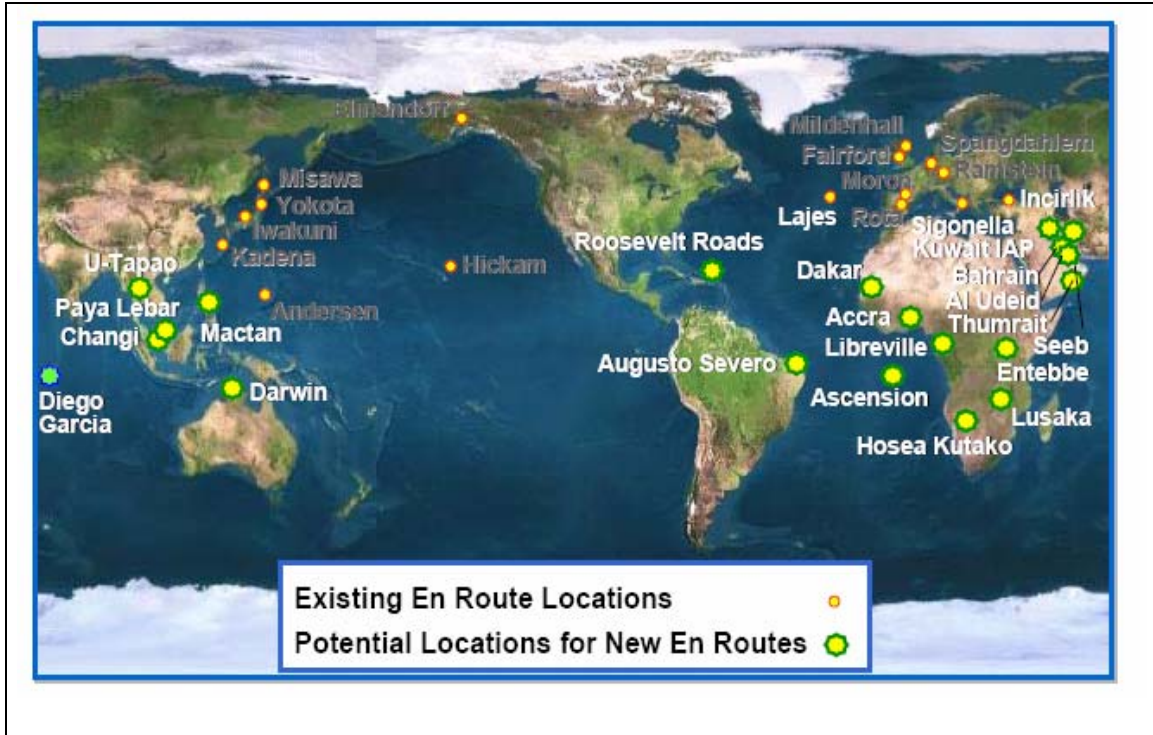 Elmendorf
Mildenhall
Spangdahlem
Fairford
Ramstein
Moron
Misawa
Incirlik
Yokota
Lajes
Rota
Sigonella
Iwakuni
Roosevelt Roads
Kuwait IAP
Kadena
Hickam
U-Tapao
Dakar
Bahrain
Al Udeid
Paya Lebar
Andersen
Accra
Thumrait
Changi
Mactan
Libreville
Seeb
Augusto Severo
Entebbe
Darwin
Ascension
Diego
Garcia
Lusaka
Hosea Kutako
Existing En Route Locations
Potential Locations for New En Routes